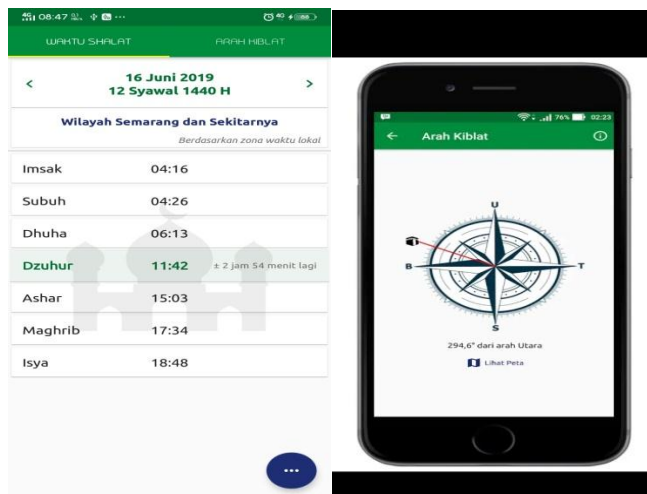 4G 08:47
WAKTU SHALAT ARAH KIBLAT
< 16 Juni 2019 >
12 Syawal 1440 H
Wilayah Semarang dan Sekitarnya
Berdasarkan zona waktu lokal
Imsak 04:16
Subuh 04:26
Dhuha 06:13
Dzuhur 11:42 ± 2 jam 54 menit lagi
Ashar 15:03
Maghrib 17:34
Isya 18:48
76% 02:23
← Arah Kiblat
U
B T
S
294,6° dari arah Utara
Lihat Peta